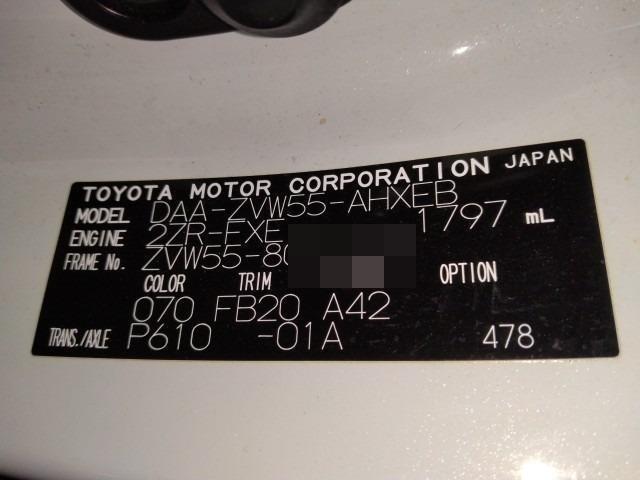 TOYOTA MOTOR CORPORATION JAPAN
MODEL DAA-ZVW55-AHXEB
ENGINE 2ZR-FXE 1797 mL
FRAME No. ZVW55-80
COLOR TRIM OPTION
070 FB20 A42
TRANS./AXLE P610 -01A 478